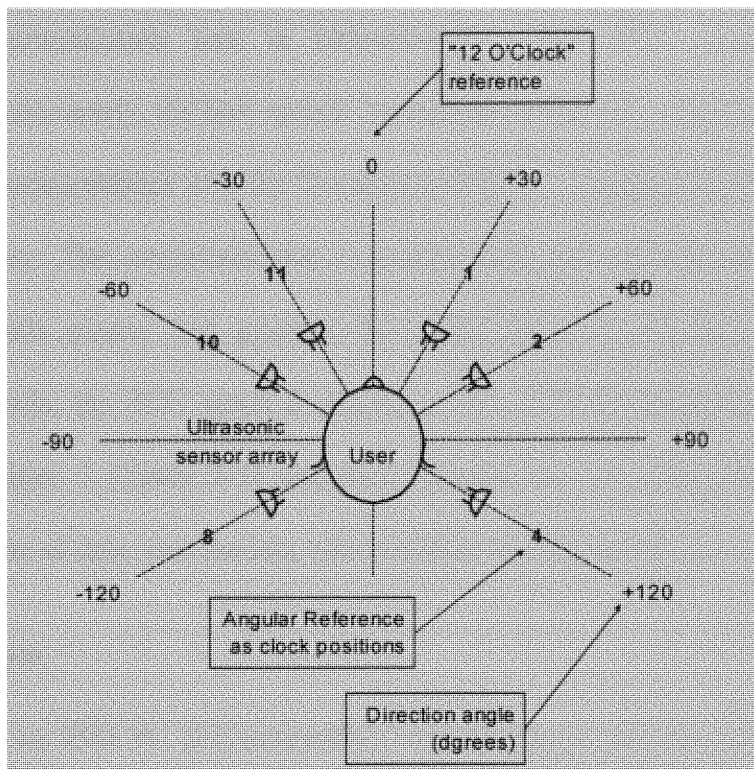 "12 O'Clock"
reference
0
-30
+30
11
1
-60
+60
10
2
Ultrasonic
sensor array
User
-90
+90
8
4
-120
+120
Angular Reference
as clock positions
Direction angle
(dgrees)